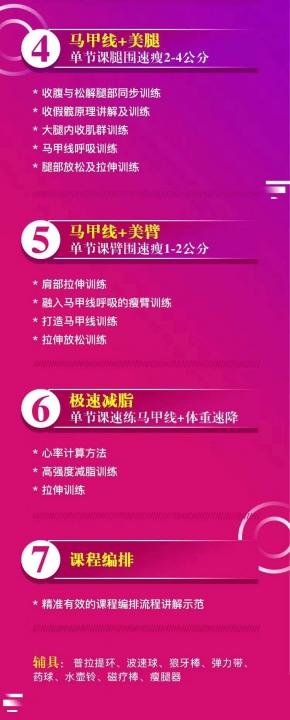 4 马甲线+美腿
单节课腿围速瘦2-4公分
* 收腹与松解腿部同步训练
* 收假髋原理讲解及训练
* 大腿内收肌群训练
* 马甲线呼吸训练
* 腿部放松及拉伸训练
5 马甲线+美臂
单节课臂围速瘦1-2公分
* 肩部拉伸训练
* 融入马甲线呼吸的瘦臂训练
* 打造马甲线训练
* 拉伸放松训练
6 极速减脂
单节课速练马甲线+体重速降
* 心率计算方法
* 高强度减脂训练
* 拉伸训练
7 课程编排
* 精准有效的课程编排流程讲解示范
辅具：普拉提环、波速球、狼牙棒、弹力带、
药球、水壶铃、磁疗棒、瘦腿器